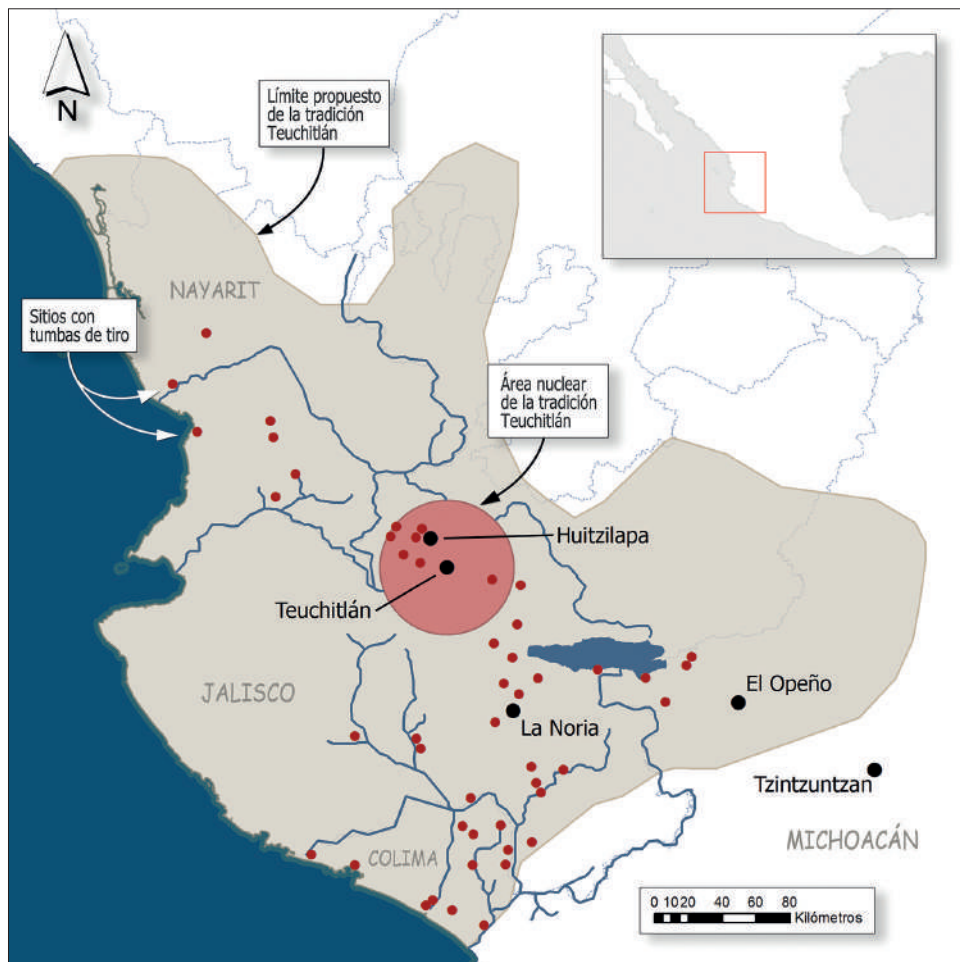 N
Límite propuesto
de la tradición
Teuchitlán
NAYARIT
Sitios con
tumbas de tiro
Área nuclear
de la tradición
Teuchitlán
Huitzilapa
Teuchitlán
JALISCO
El Opeño
La Noria
Tzintzuntzan
MICHOACÁN
COLIMA
0 10 20 40 60 80
Kilómetros